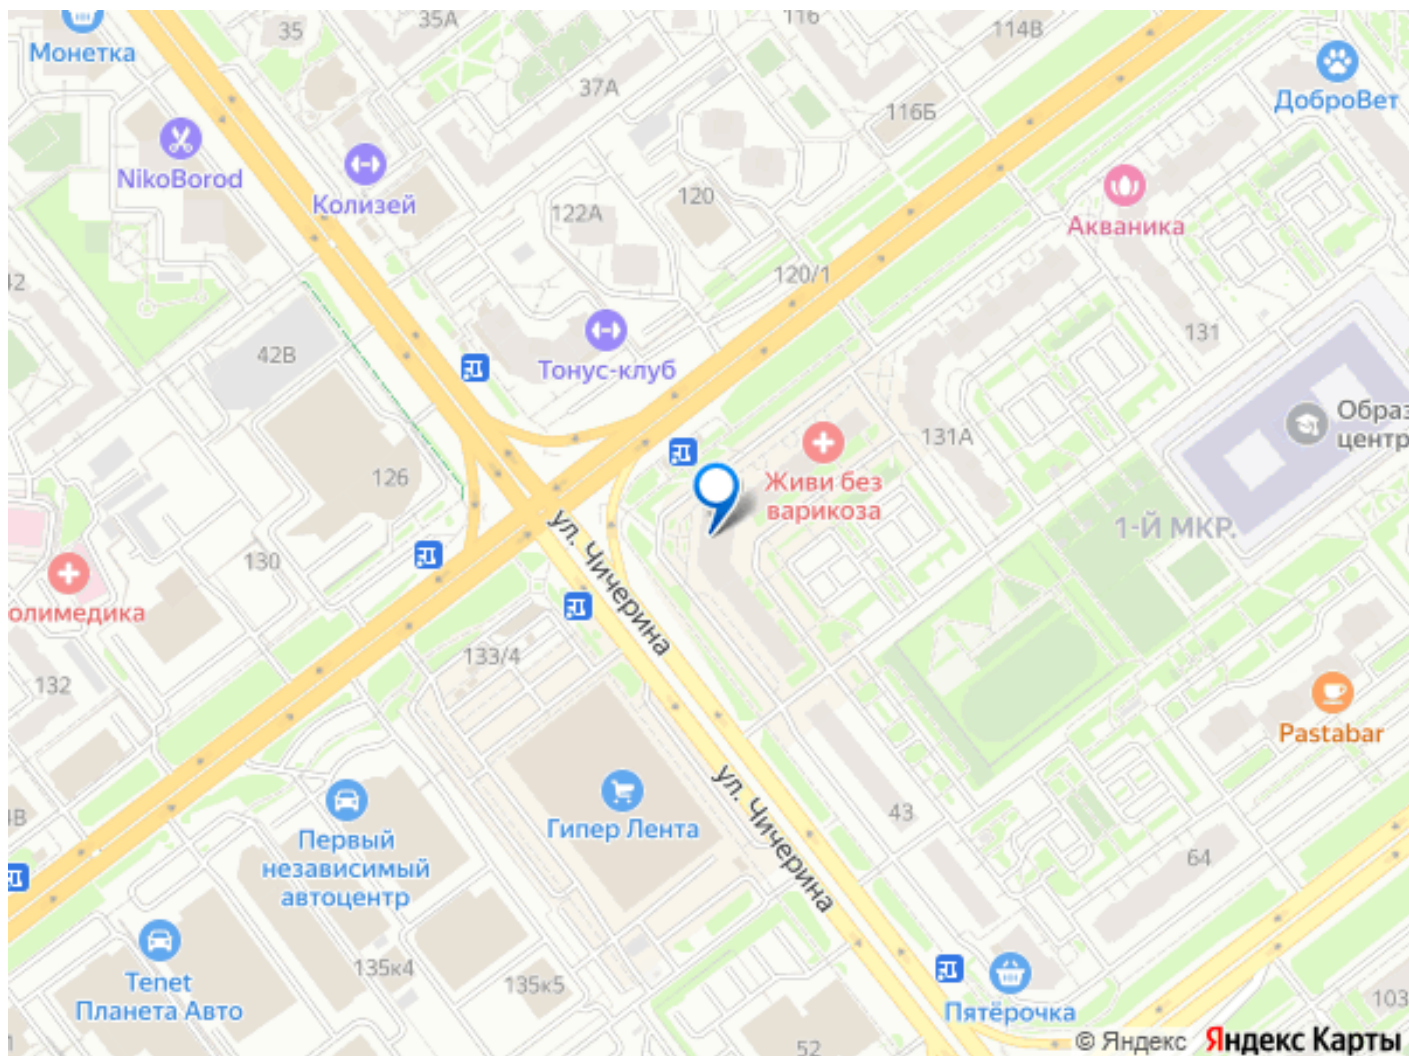 35
35А
116
114В
Монетка
37А
ДоброВет
116Б
NikoBorod
Колизей
120
122А
Акваника
120/1
42В
Тонус-клуб
131
Образ
центр
131А
126
Живи без
варикоза
1-Й МКР.
130
ул. Чичерина
олимедика
133/4
132
Pastabar
Гипер Лента
ул. Чичерина
43
Первый
независимый
автоцентр
64
Tenet
Планета Авто
135к4
135к5
Пятёрочка
103
52
© Яндекс Яндекс Карты